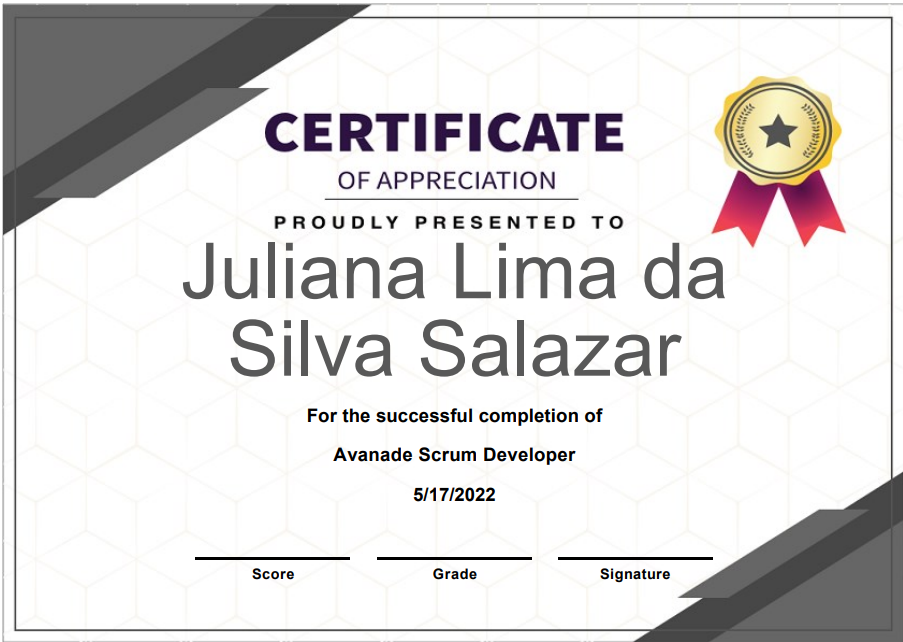 CERTIFICATE
OF APPRECIATION
PROUDLY PRESENTED TO
Juliana Lima da
Silva Salazar
For the successful completion of
Avanade Scrum Developer
5/17/2022
Score
Grade
Signature